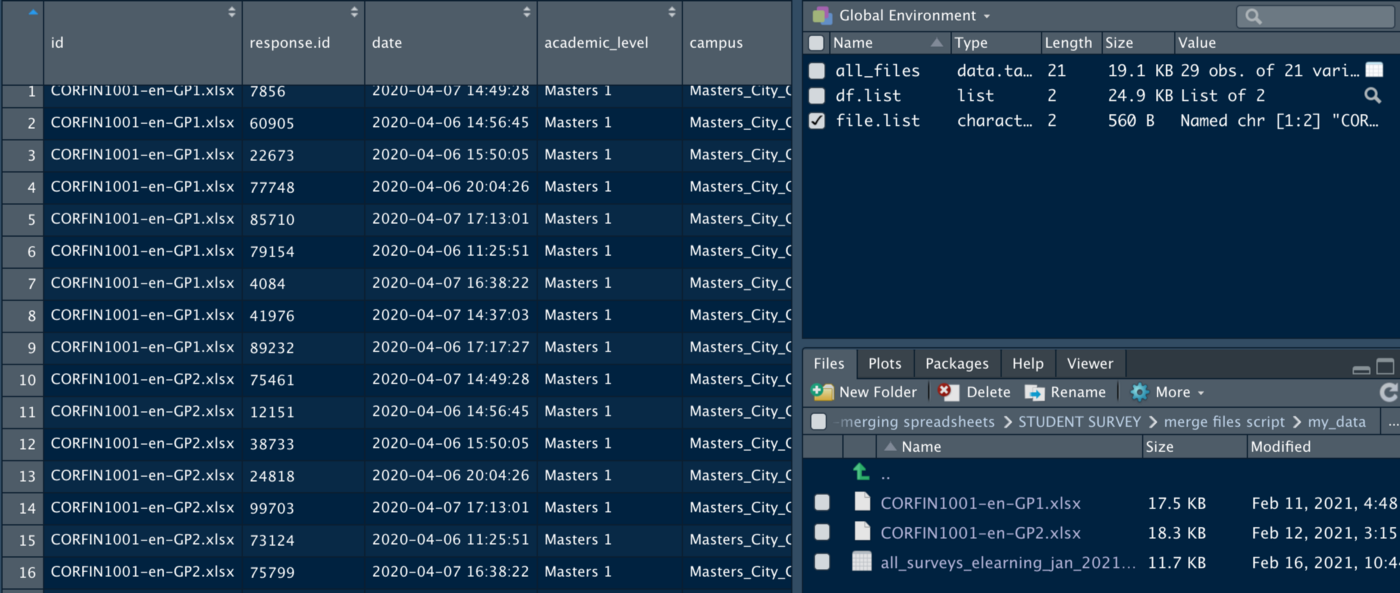 id response.id date academic_level campus
1 CORFIN1001-en-GP1.xlsx 7856 2020-04-07 14:49:28 Masters 1 Masters_City_C
2 CORFIN1001-en-GP1.xlsx 60905 2020-04-06 14:56:45 Masters 1 Masters_City_C
3 CORFIN1001-en-GP1.xlsx 22673 2020-04-06 15:50:05 Masters 1 Masters_City_C
4 CORFIN1001-en-GP1.xlsx 77748 2020-04-06 20:04:26 Masters 1 Masters_City_C
5 CORFIN1001-en-GP1.xlsx 85710 2020-04-07 17:13:01 Masters 1 Masters_City_C
6 CORFIN1001-en-GP1.xlsx 79154 2020-04-06 11:25:51 Masters 1 Masters_City_C
7 CORFIN1001-en-GP1.xlsx 4084 2020-04-07 16:38:22 Masters 1 Masters_City_C
8 CORFIN1001-en-GP1.xlsx 41976 2020-04-07 14:37:03 Masters 1 Masters_City_C
9 CORFIN1001-en-GP1.xlsx 89232 2020-04-06 17:17:27 Masters 1 Masters_City_C
10 CORFIN1001-en-GP2.xlsx 75461 2020-04-07 14:49:28 Masters 1 Masters_City_C
11 CORFIN1001-en-GP2.xlsx 12151 2020-04-06 14:56:45 Masters 1 Masters_City_C
12 CORFIN1001-en-GP2.xlsx 38733 2020-04-06 15:50:05 Masters 1 Masters_City_C
13 CORFIN1001-en-GP2.xlsx 24818 2020-04-06 20:04:26 Masters 1 Masters_City_C
14 CORFIN1001-en-GP2.xlsx 99703 2020-04-07 17:13:01 Masters 1 Masters_City_C
15 CORFIN1001-en-GP2.xlsx 73124 2020-04-06 11:25:51 Masters 1 Masters_City_C
16 CORFIN1001-en-GP2.xlsx 75799 2020-04-07 16:38:22 Masters 1 Masters_City_C
Global Environment
Name Type Length Size Value
all_files data.ta… 21 19.1 KB 29 obs. of 21 vari…
df.list list 2 24.9 KB List of 2
file.list charact… 2 560 B Named chr [1:2] "COR…
Files Plots Packages Help Viewer
New Folder Delete Rename More
-merging spreadsheets STUDENT SURVEY merge files script my_data ...
Name Size Modified
..
CORFIN1001-en-GP1.xlsx 17.5 KB Feb 11, 2021, 4:48
CORFIN1001-en-GP2.xlsx 18.3 KB Feb 12, 2021, 3:15
all_surveys_elearning_jan_2021... 11.7 KB Feb 16, 2021, 10:4